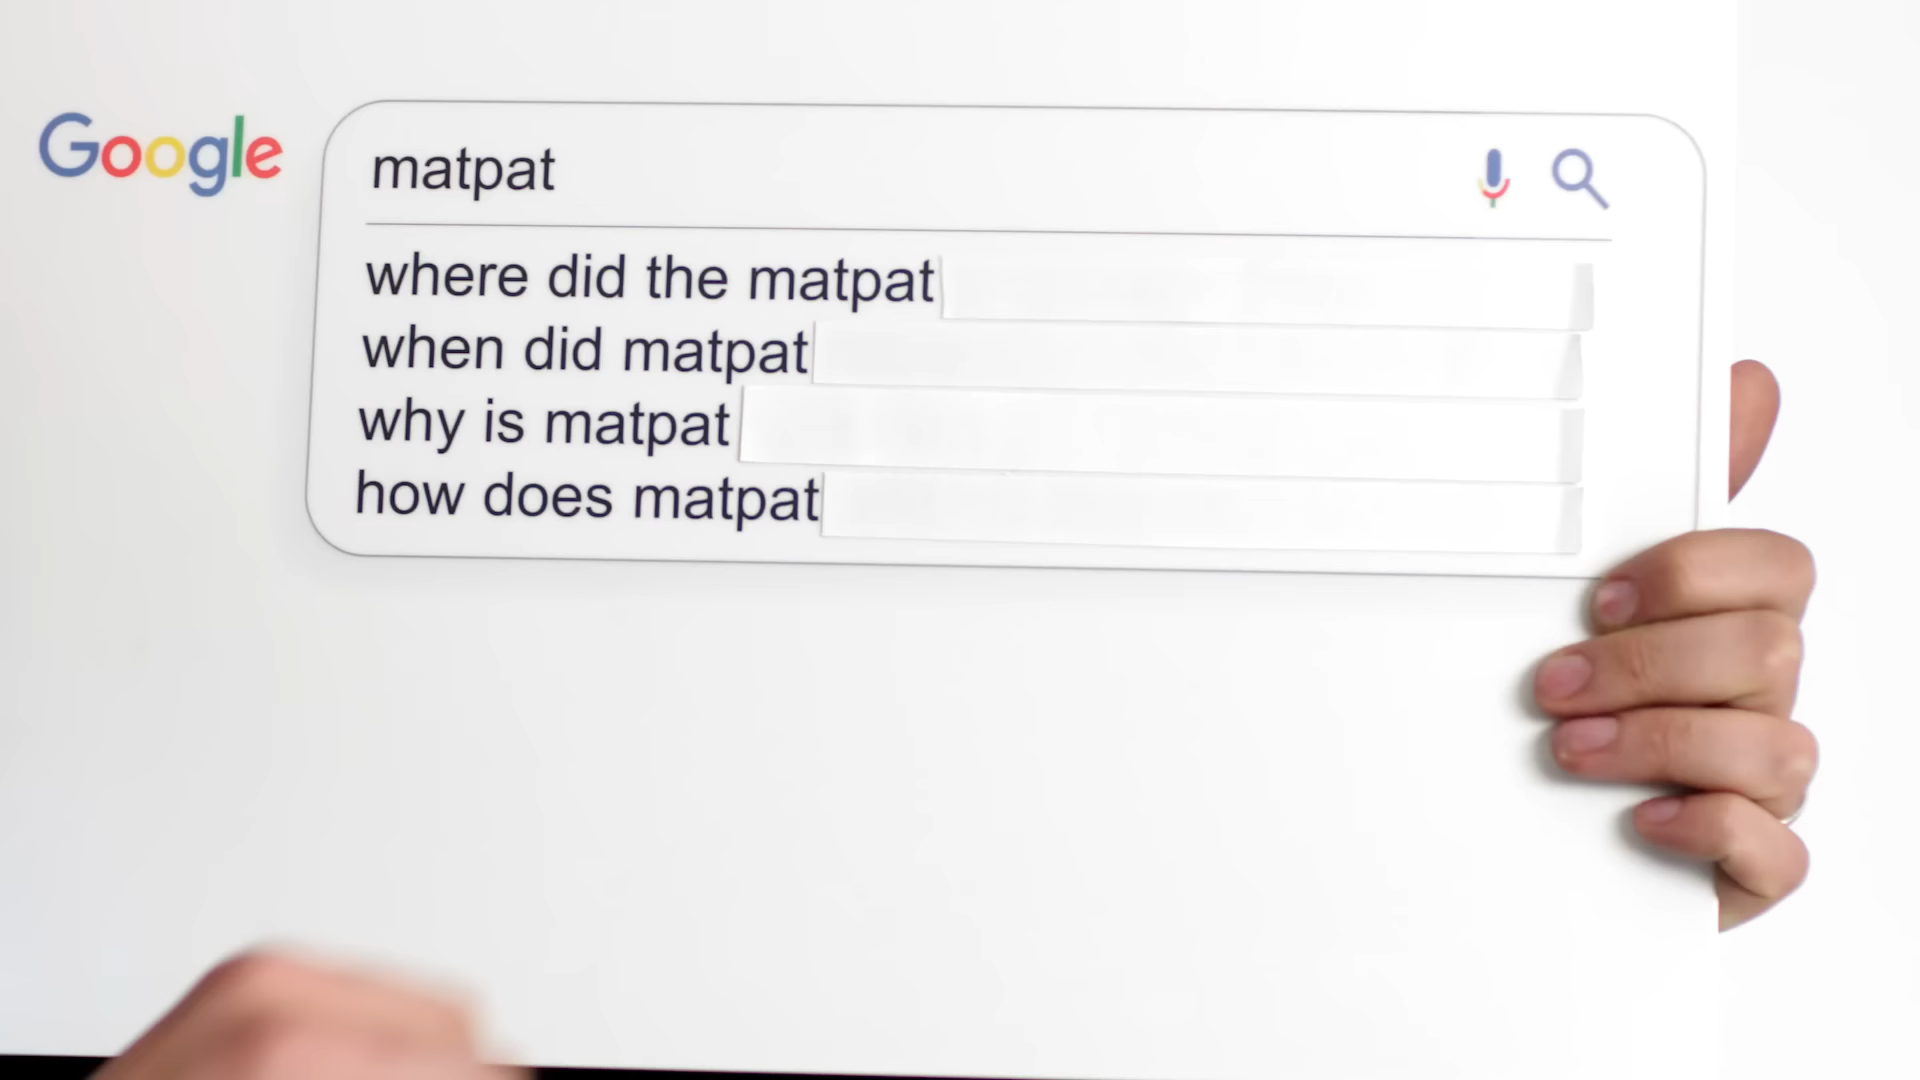 Google
matpat
where did the matpat
when did matpat
why is matpat
how does matpat